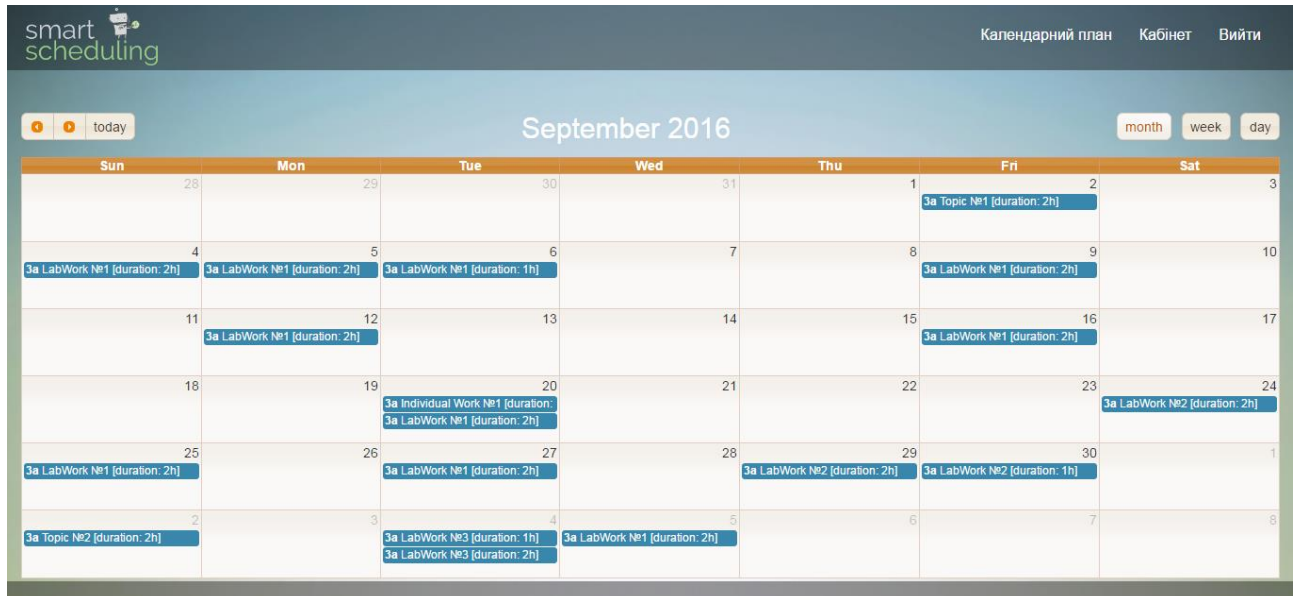 smart
scheduling
Календарний план Кабінет Вийти
today
September 2016
month week day
Sun Mon Tue Wed Thu Fri Sat
28 29 30 31 1 2 3
3a Topic №1 [duration: 2h]
4 5 6 7 8 9 10
3a LabWork №1 [duration: 2h] 3a LabWork №1 [duration: 2h] 3a LabWork №1 [duration: 1h] 3a LabWork №1 [duration: 2h]
11 12 13 14 15 16 17
3a LabWork №1 [duration: 2h] 3a LabWork №1 [duration: 2h]
18 19 20 21 22 23 24
3a Individual Work №1 [duration: 3a LabWork №2 [duration: 2h]
3a LabWork №1 [duration: 2h]
25 26 27 28 29 30 1
3a LabWork №1 [duration: 2h] 3a LabWork №1 [duration: 2h] 3a LabWork №2 [duration: 2h] 3a LabWork №2 [duration: 1h]
2 3 4 5 6 7 8
3a Topic №2 [duration: 2h] 3a LabWork №3 [duration: 1h] 3a LabWork №1 [duration: 2h]
3a LabWork №3 [duration: 2h]